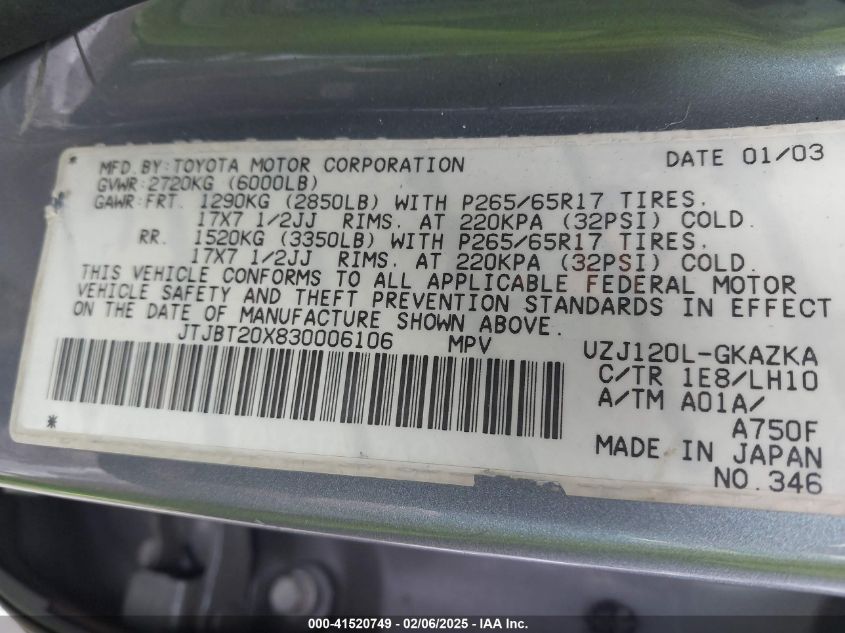 * MFD.BY:TOYOTA MOTOR CORPORATION DATE 01/03
GVWR:2720KG (6000LB)
GAWR:FRT. 1290KG (2850LB) WITH P265/65R17 TIRES.
17X7 1/2JJ RIMS. AT 220KPA (32PSI) COLD.
RR. 1520KG (3350LB) WITH P265/65R17 TIRES.
17X7 1/2JJ RIMS. AT 220KPA (32PSI) COLD.
THIS VEHICLE CONFORMS TO ALL APPLICABLE FEDERAL MOTOR
VEHICLE SAFETY AND THEFT PREVENTION STANDARDS IN EFFECT
ON THE DATE OF MANUFACTURE SHOWN ABOVE.
JTJBT20X830006106 MPV UZJ120L-GKAZKA
C/TR 1E8/LH10
A/TM A01A/
A750F
* MADE IN JAPAN
NO.346
000-41520749 - 02/06/2025 - IAA Inc.